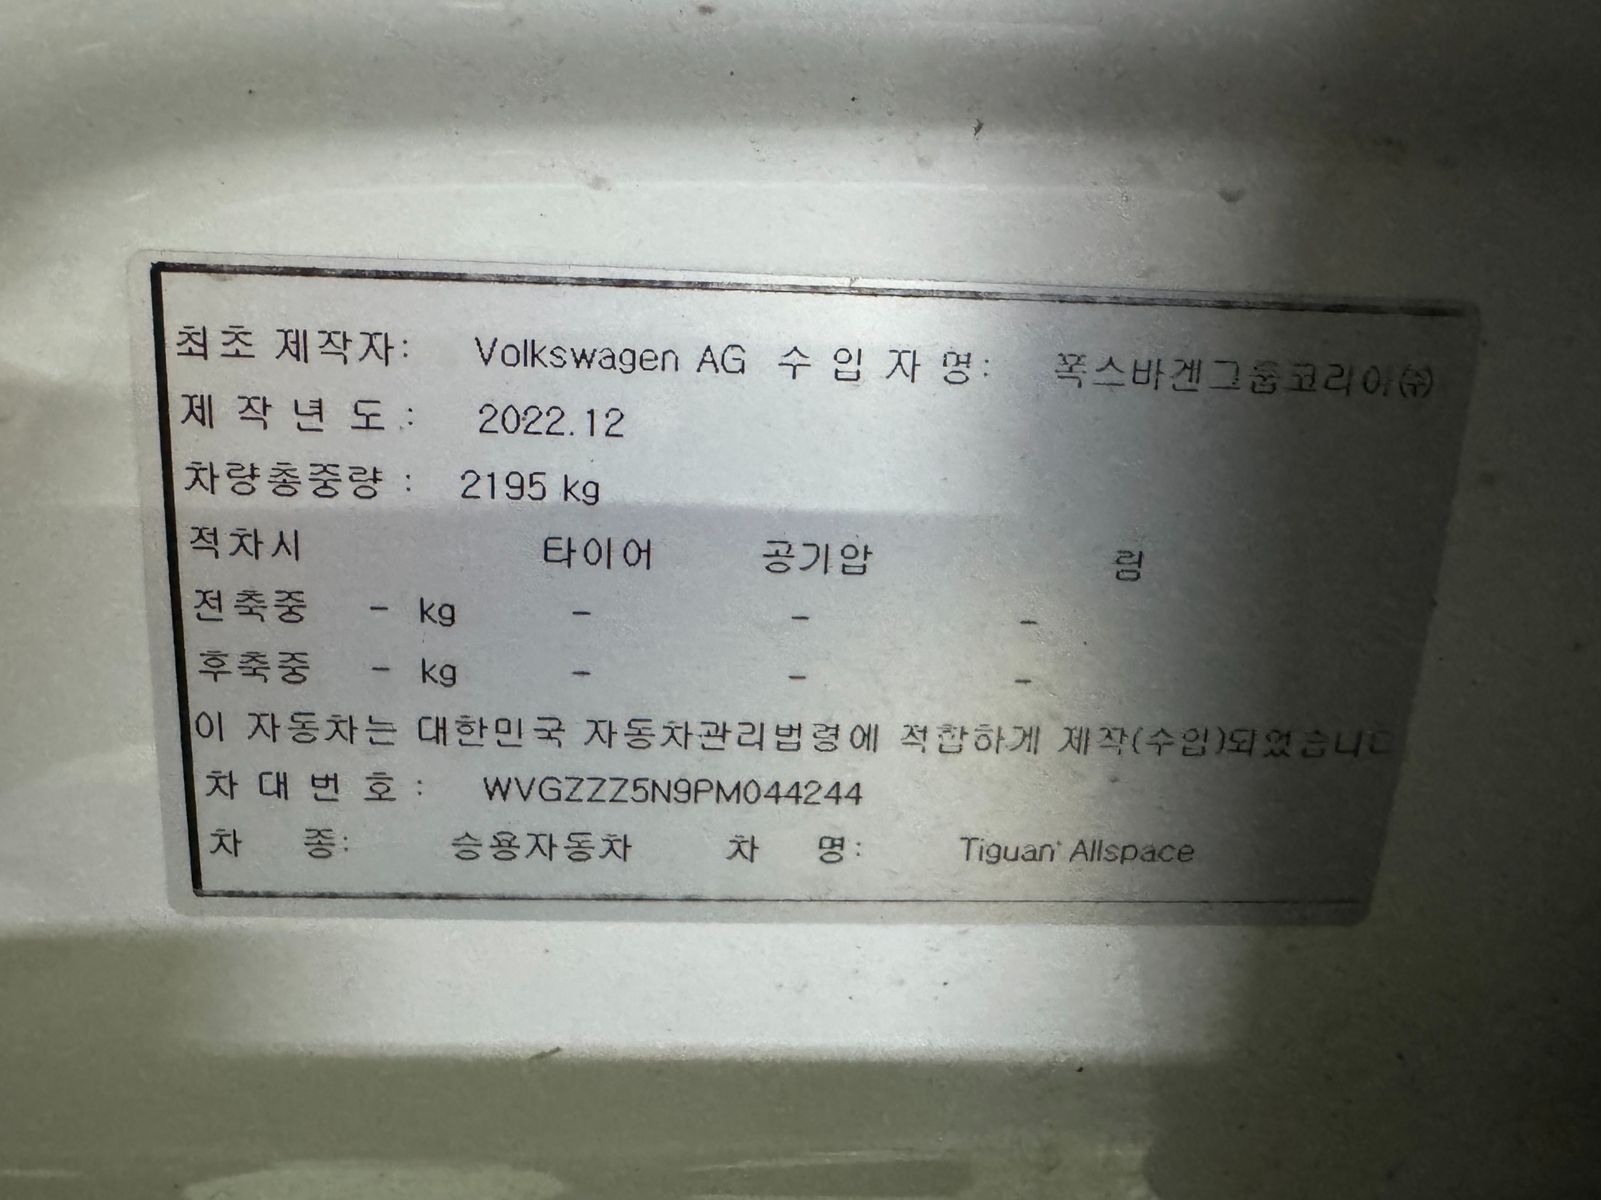 최초 제작자: Volkswagen AG 수 입 자 명: 폭스바겐그룹코리아㈜
제 작 년 도 : 2022.12
차량총중량 : 2195 kg
적차시 타이어 공기압 림
전축중 - kg - - -
후축중 - kg - - -
이 자동차는 대한민국 자동차관리법령에 적합하게 제작(수입)되었습니다
차 대 번 호 : WVGZZZ5N9PM044244
차 종: 승용자동차 차 명: Tiguan Allspace